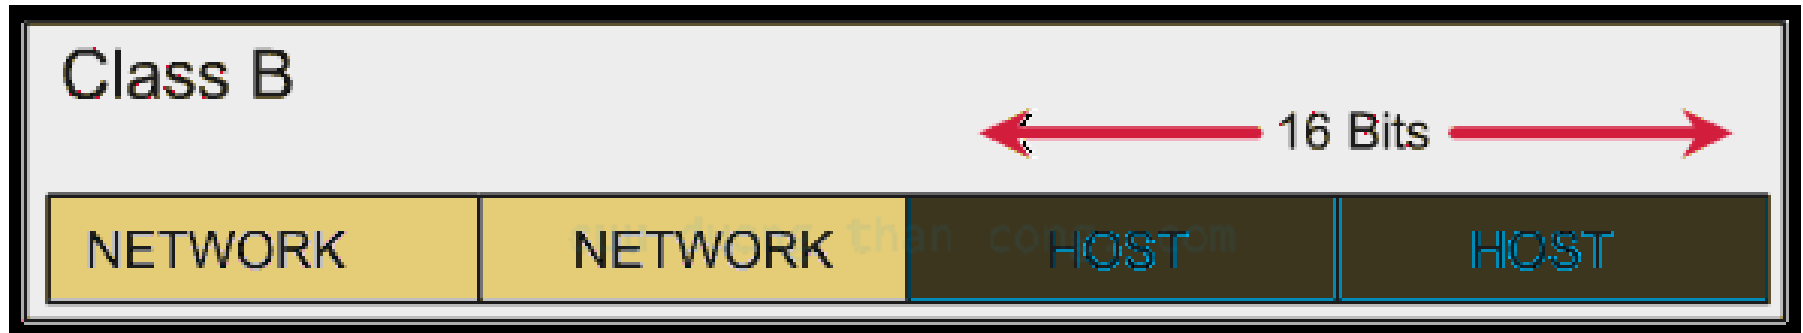 Class B
16 Bits
NETWORK NETWORK HOST HOST